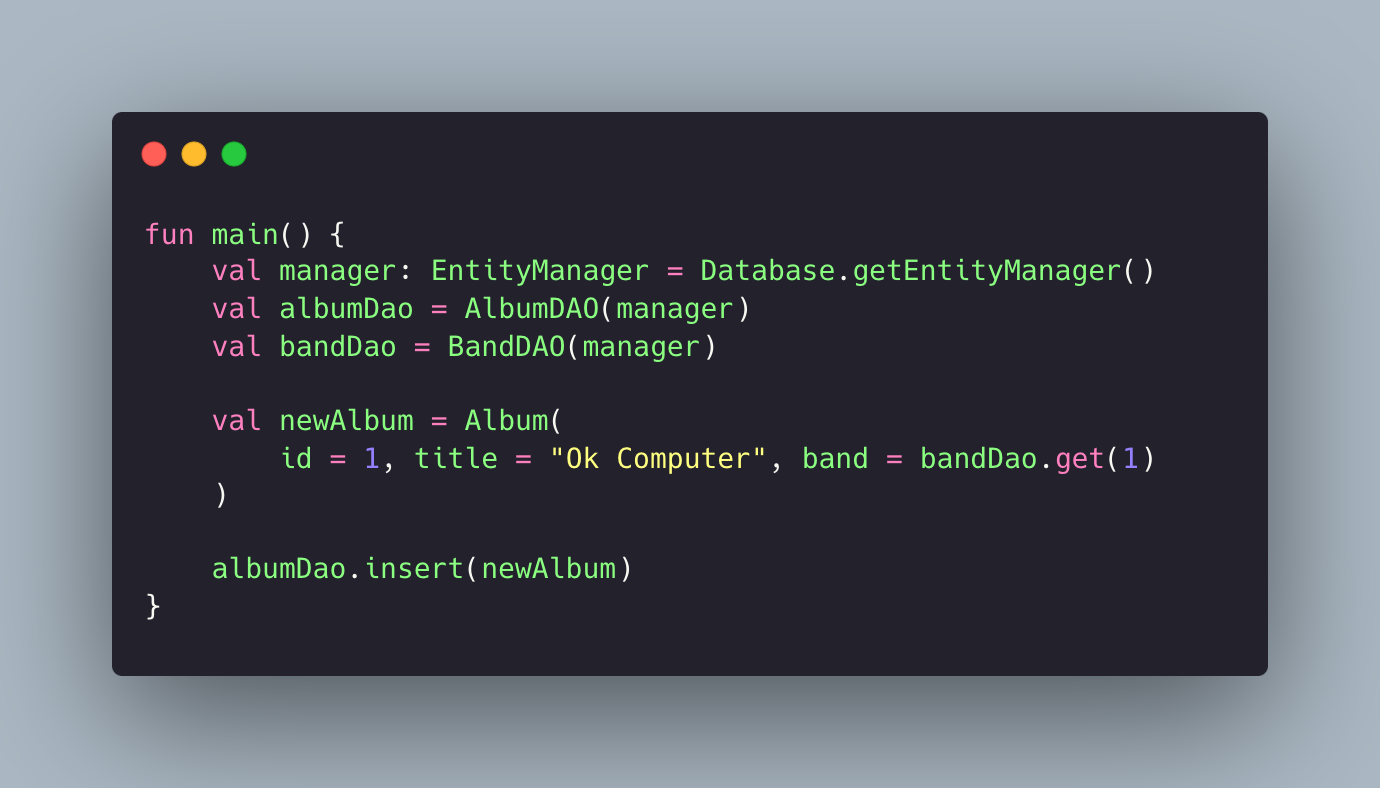 fun main() {
    val manager: EntityManager = Database.getEntityManager()
    val albumDao = AlbumDAO(manager)
    val bandDao = BandDAO(manager)

    val newAlbum = Album(
        id = 1, title = "Ok Computer", band = bandDao.get(1)
    )

    albumDao.insert(newAlbum)
}